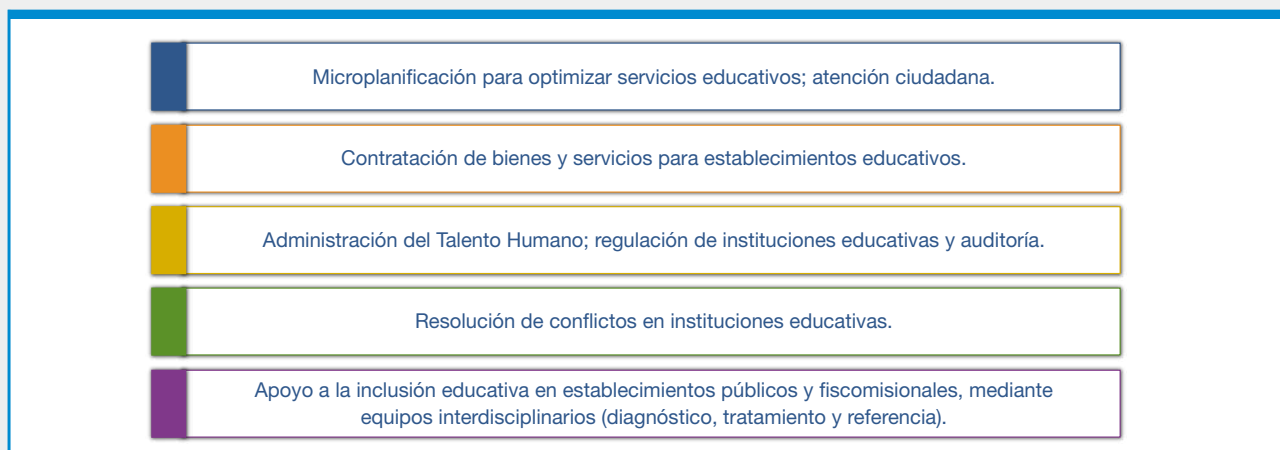 Microplanificación para optimizar servicios educativos; atención ciudadana.
Contratación de bienes y servicios para establecimientos educativos.
Administración del Talento Humano; regulación de instituciones educativas y auditoría.
Resolución de conflictos en instituciones educativas.
Apoyo a la inclusión educativa en establecimientos públicos y fiscomisionales, mediante
equipos interdisciplinarios (diagnóstico, tratamiento y referencia).